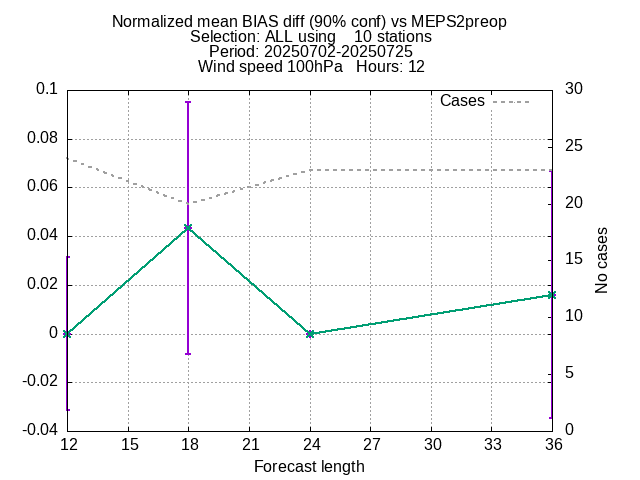 Normalized mean BIAS diff (90% conf) vs MEPS2preop
Selection: ALL using    10 stations
Period: 20250702-20250725
Wind speed 100hPa   Hours: 12
Cases
0.1
0.08
0.06
0.04
0.02
0
-0.02
-0.04
30
25
20
15
10
5
0
No cases
12 15 18 21 24 27 30 33 36
Forecast length